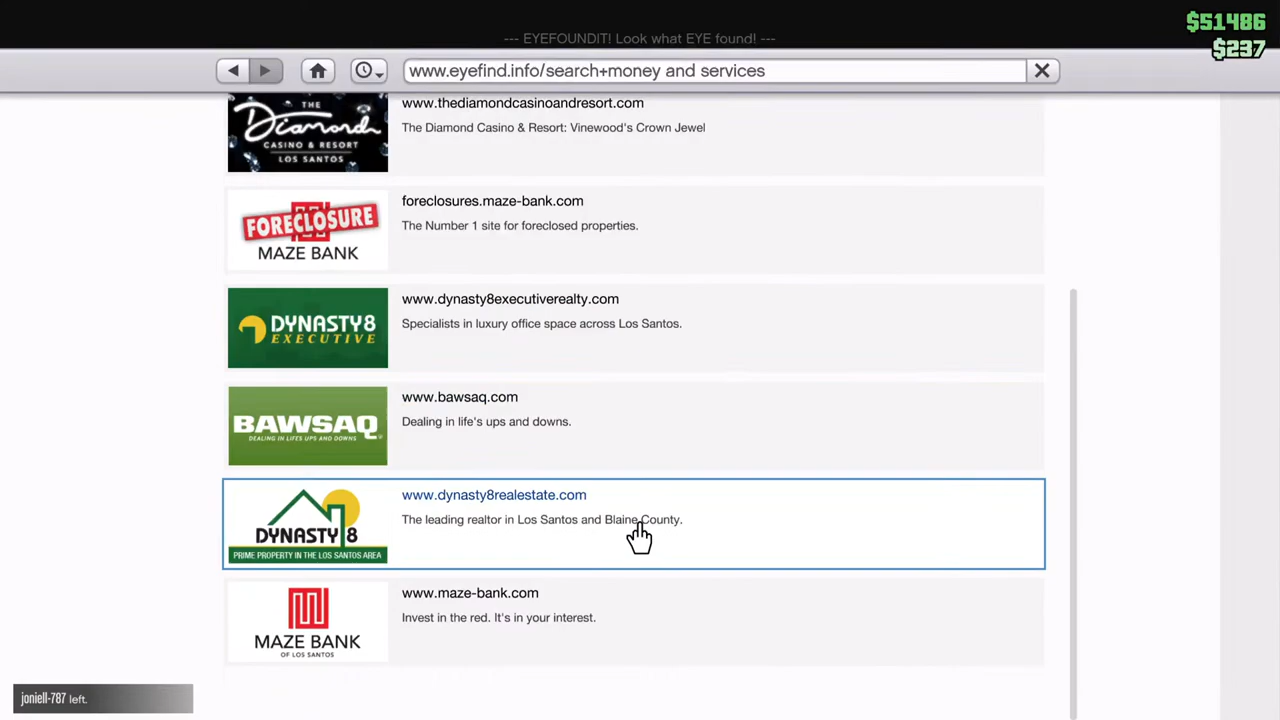 $51486
--- EYEFOUNDIT! Look what EYE found! ---
$237
www.eyefind.info/search+money and services
THE
Diamond
CASINO & RESORT
LOS SANTOS
www.thediamondcasinoandresort.com
The Diamond Casino & Resort: Vinewood's Crown Jewel
FORECLOSURE
MAZE BANK
foreclosures.maze-bank.com
The Number 1 site for foreclosed properties.
DYNASTY8
EXECUTIVE
www.dynasty8executiverealty.com
Specialists in luxury office space across Los Santos.
BAWSAQ
DEALING IN LIFE'S UPS AND DOWNS
www.bawsaq.com
Dealing in life's ups and downs.
DYNASTY 8
PRIME PROPERTY IN THE LOS SANTOS AREA
www.dynasty8realestate.com
The leading realtor in Los Santos and Blaine County.
MAZE BANK
OF LOS SANTOS
www.maze-bank.com
Invest in the red. It's in your interest.
joniell-787 left.